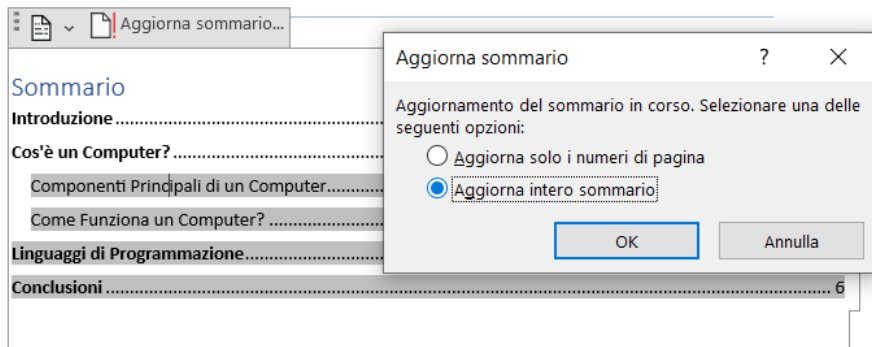 Aggiorna sommario...
Sommario
Introduzione
Cos'è un Computer?
Componenti Principali di un Computer
Come Funziona un Computer?
Linguaggi di Programmazione
Conclusioni 6
Aggiorna sommario ?
Aggiornamento del sommario in corso. Selezionare una delle
seguenti opzioni:
Aggiorna solo i numeri di pagina
Aggiorna intero sommario
OK Annulla